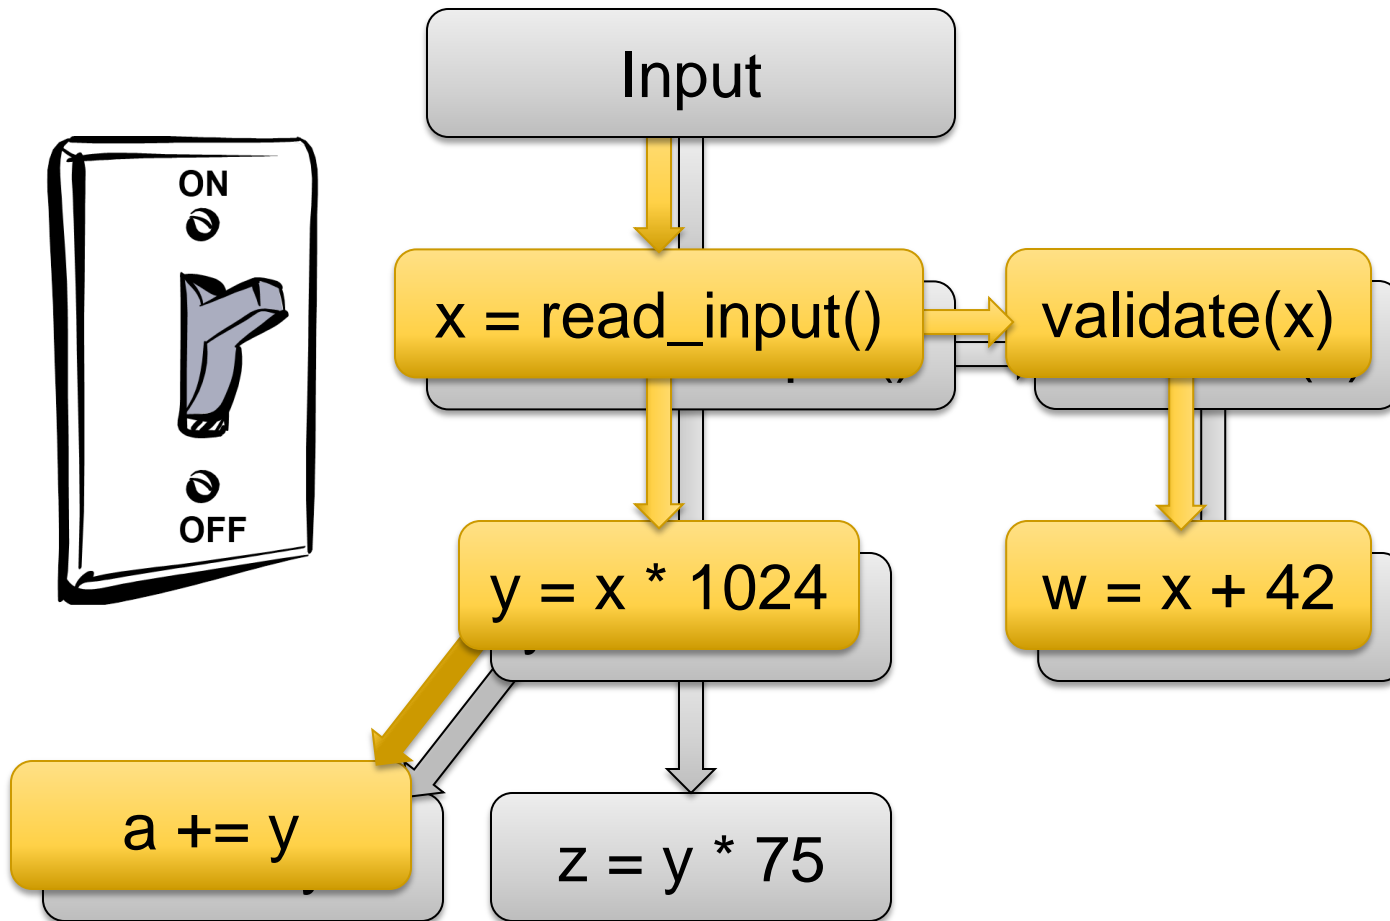 Input
ON
x = read_input()
validate(x)
OFF
y = x * 1024
w = x + 42
a += y
z = y * 75